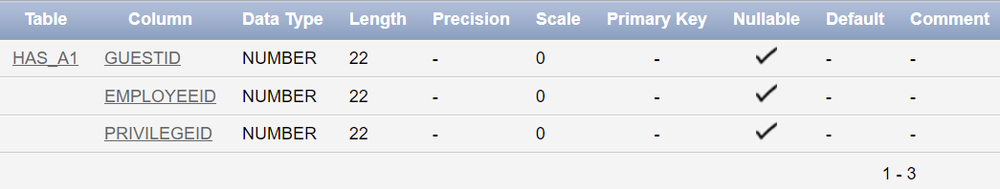 Table Column Data Type Length Precision Scale Primary Key Nullable Default Comment
HAS_A1 GUESTID NUMBER 22 - 0 - - -
EMPLOYEEID NUMBER 22 - 0 - - -
PRIVILEGEID NUMBER 22 - 0 - - -
1 - 3